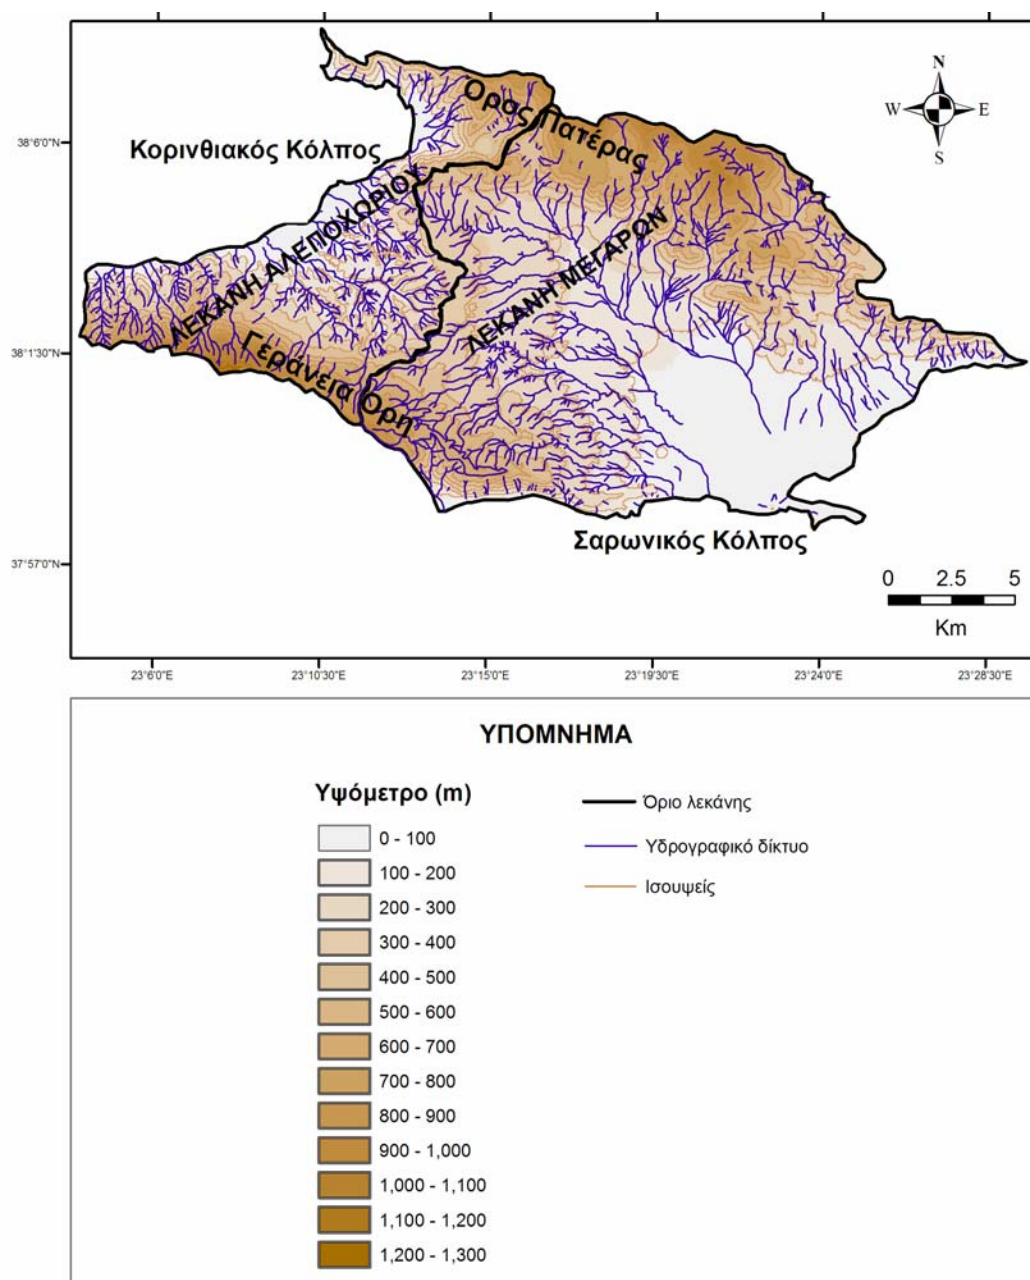 N
W E
S
Όρος Πατέρας
Κορινθιακός Κόλπος
ΛΕΚΑΝΗ ΑΛΕΠΟΧΩΡΙΟΥ
ΛΕΚΑΝΗ ΜΕΓΑΡΩΝ
Γεράνεια Όρη
Σαρωνικός Κόλπος
38°6'0"N
38°1'30"N
37°57'0"N
0 2.5 5
Km
23°6'0"E 23°10'30"E 23°15'0"E 23°19'30"E 23°24'0"E 23°28'30"E
ΥΠΟΜΝΗΜΑ
Υψόμετρο (m)
0 - 100
100 - 200
200 - 300
300 - 400
400 - 500
500 - 600
600 - 700
700 - 800
800 - 900
900 - 1,000
1,000 - 1,100
1,100 - 1,200
1,200 - 1,300
Όριο λεκάνης
Υδρογραφικό δίκτυο
Ισουψείς